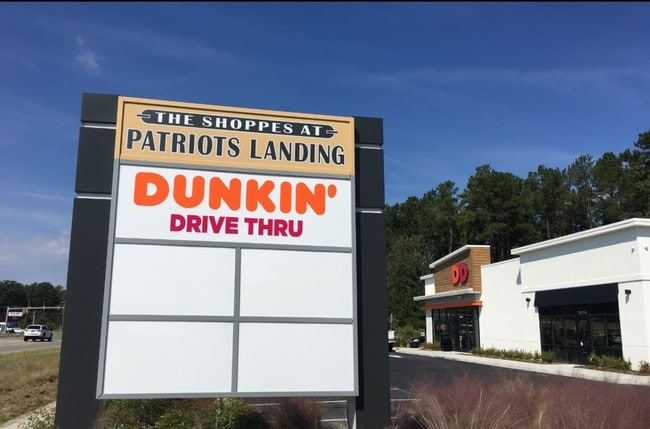 THE SHOPPES AT
PATRIOTS LANDING
DUNKIN'
DRIVE THRU
DD